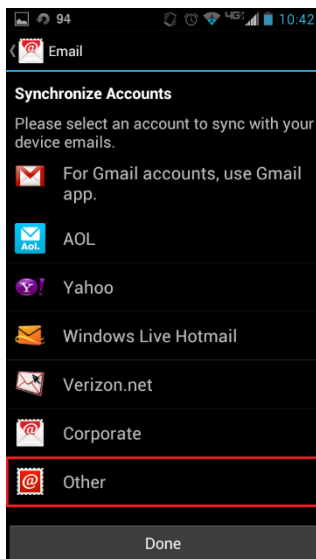 94 4G 10:42
Email
Synchronize Accounts
Please select an account to sync with your
device emails.
For Gmail accounts, use Gmail
app.
Aol.
AOL
Y!
Yahoo
Windows Live Hotmail
Verizon.net
@
Corporate
@
Other
Done